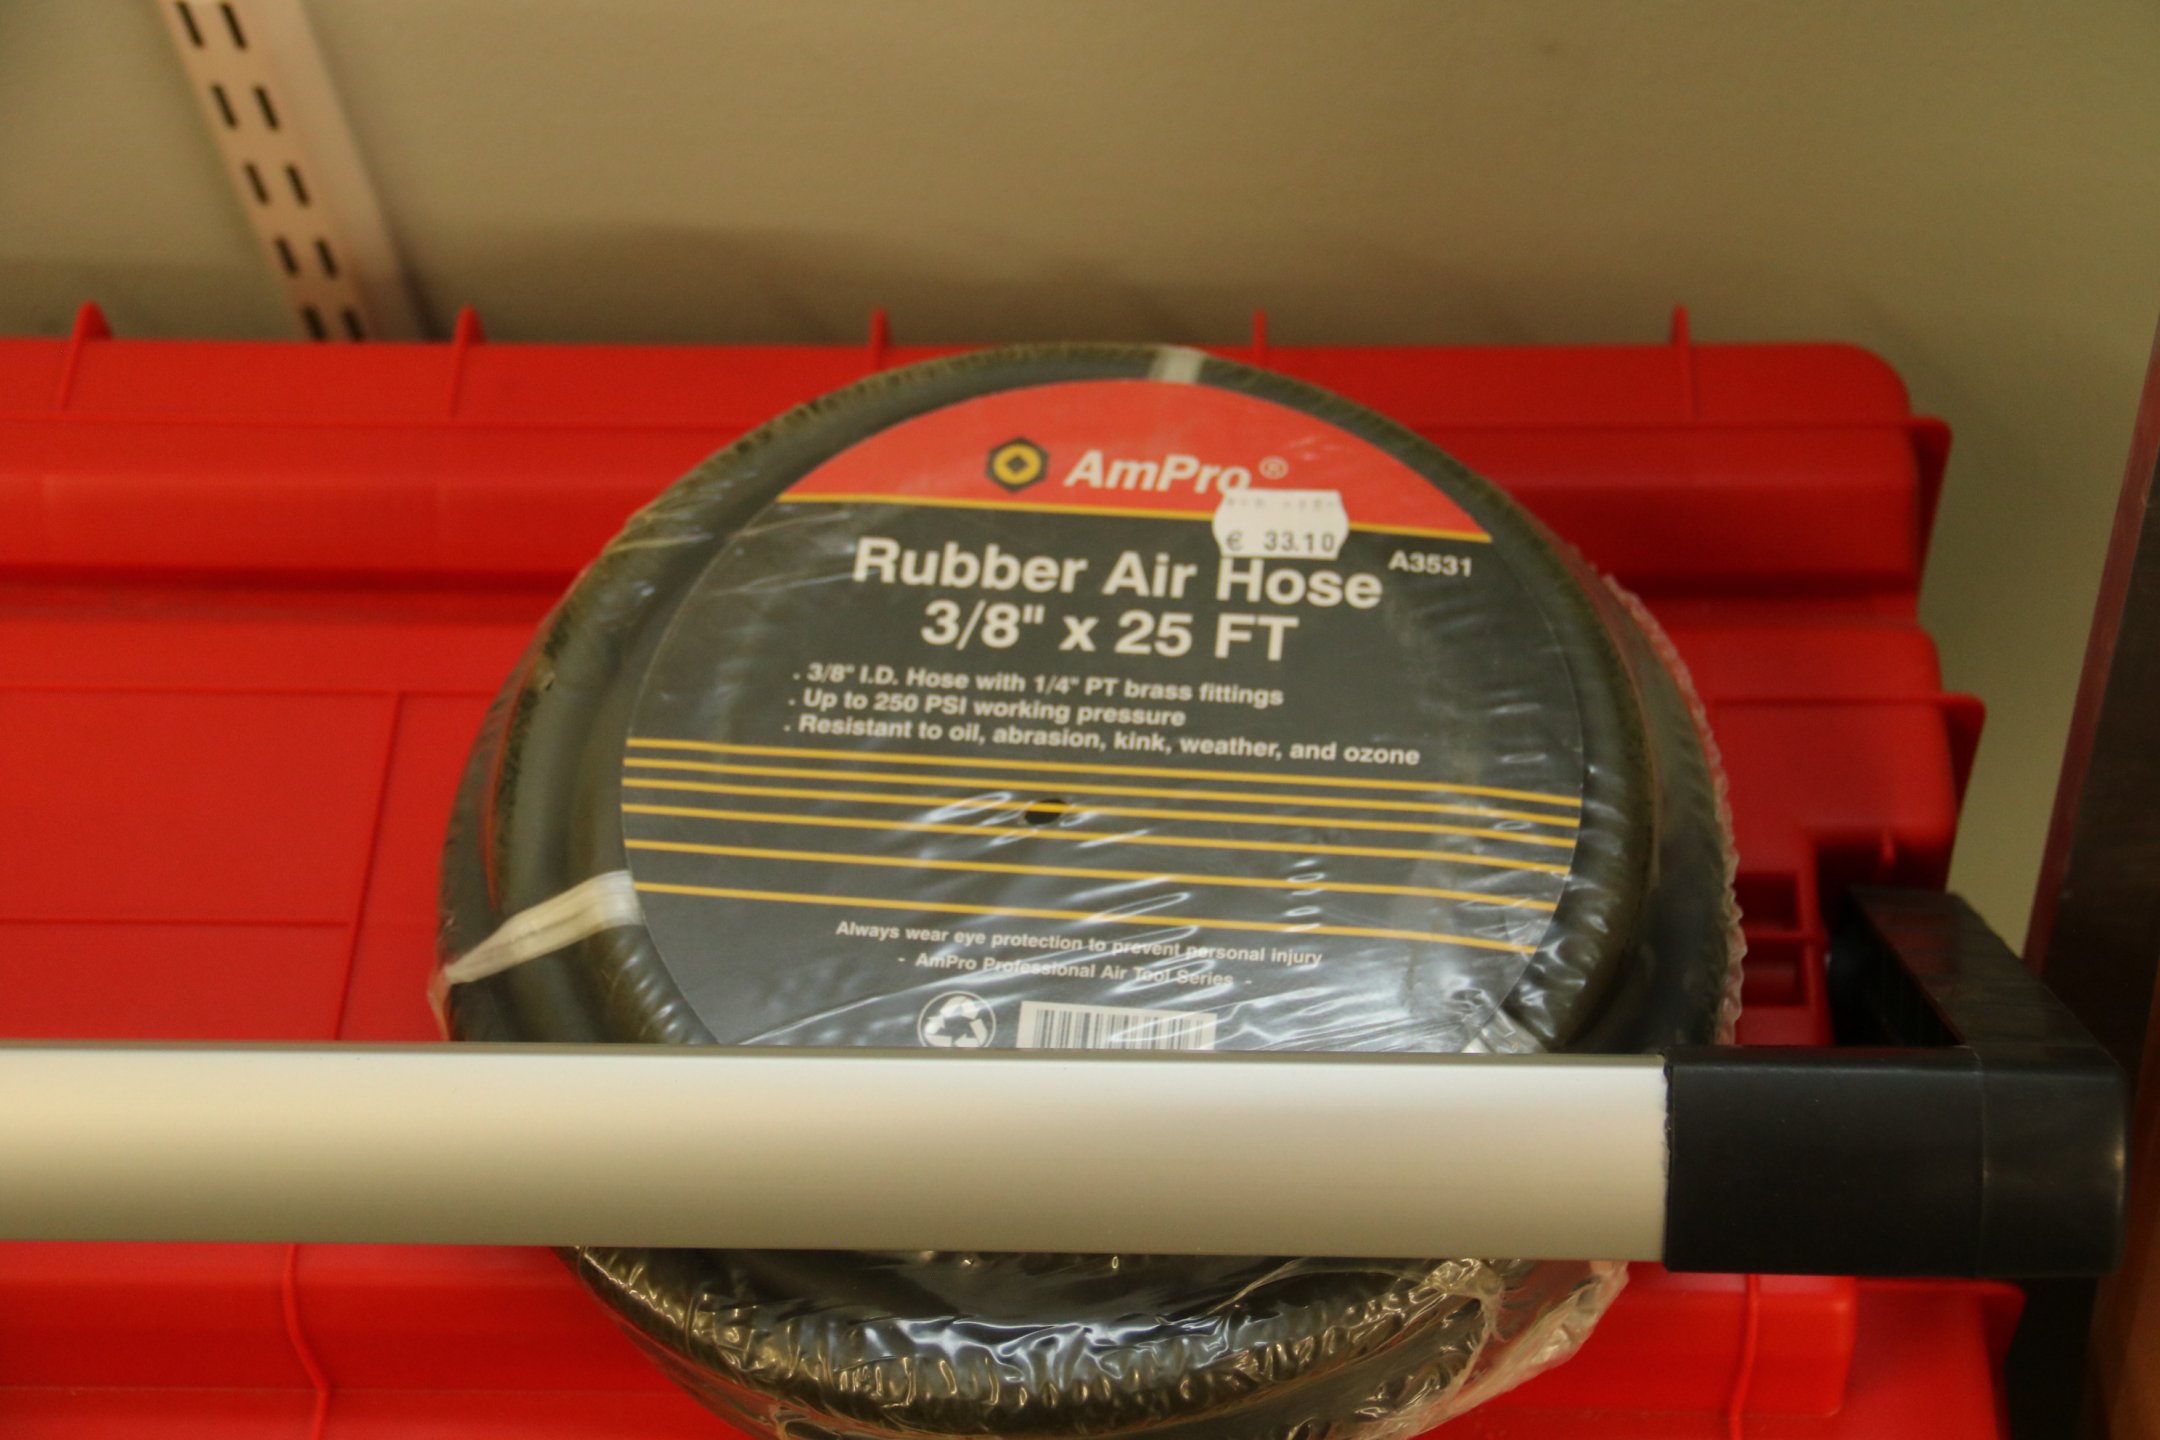 AmPro®
€ 33.10
A3531
Rubber Air Hose
3/8" x 25 FT
. 3/8" I.D. Hose with 1/4" PT brass fittings
. Up to 250 PSI working pressure
. Resistant to oil, abrasion, kink, weather, and ozone
Always wear eye protection to prevent personal injury
- AmPro Professional Air Tool Series -